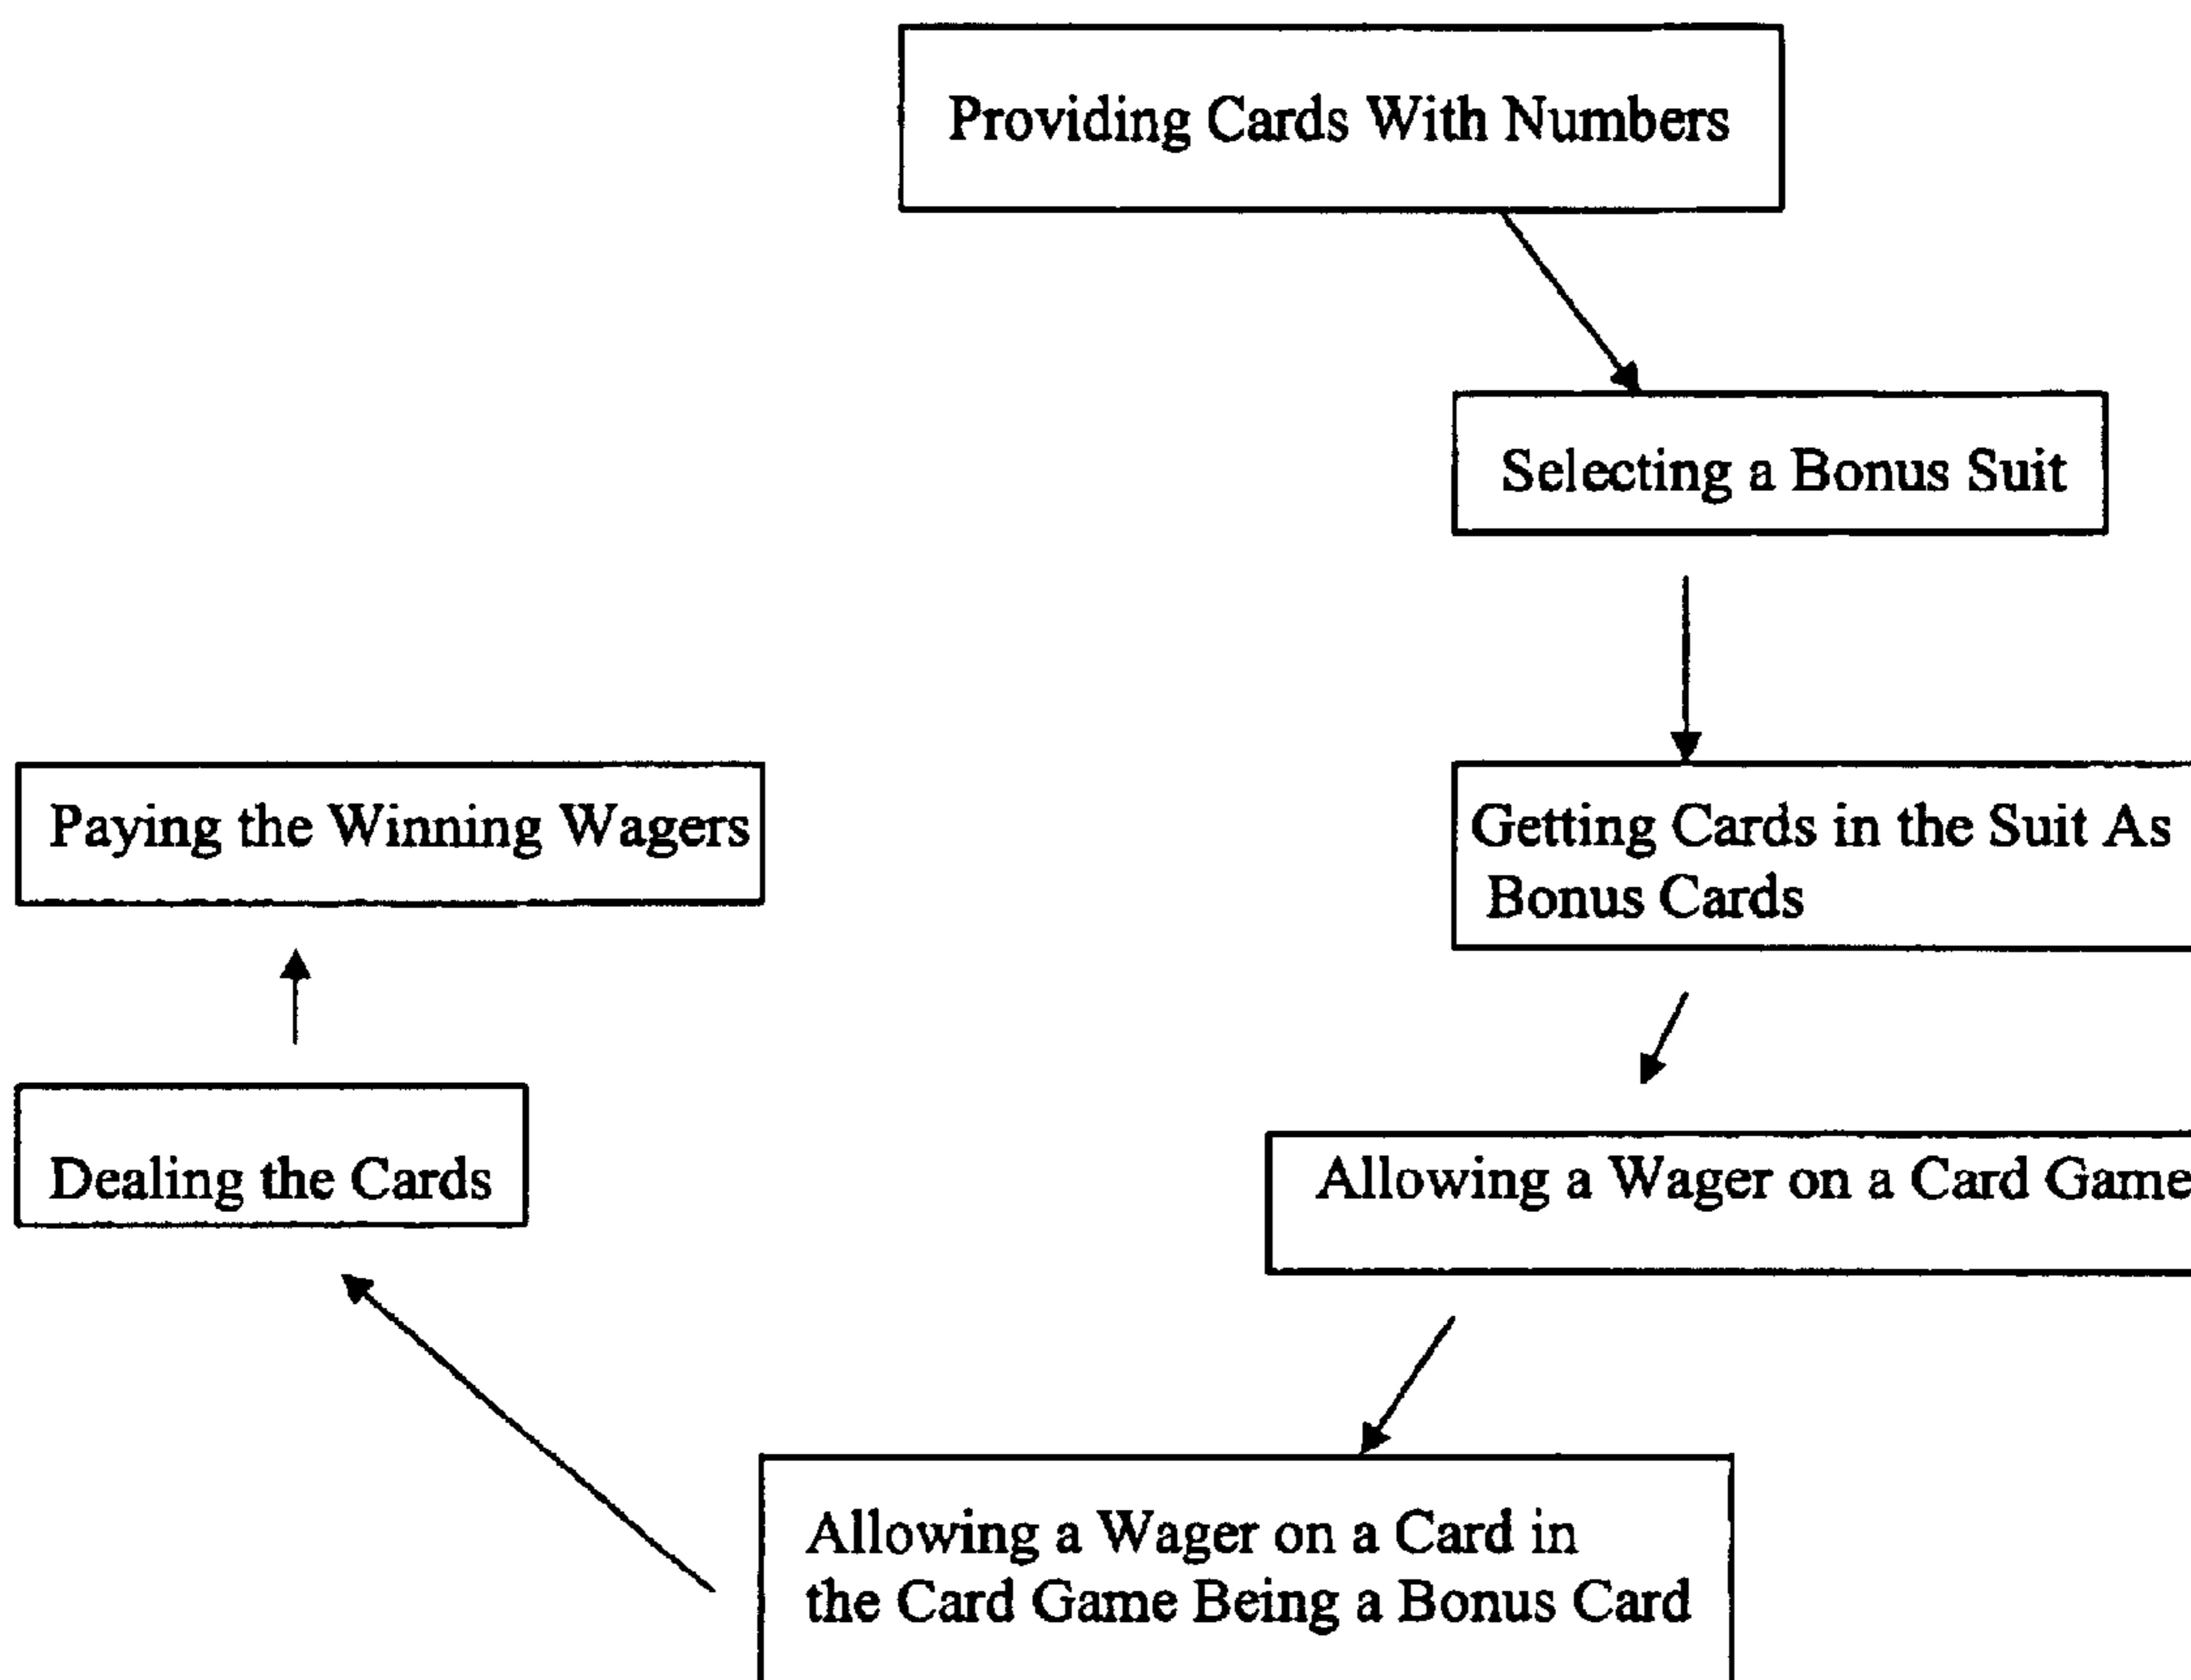 Providing Cards With Numbers
Selecting a Bonus Suit
Getting Cards in the Suit As
Bonus Cards
Allowing a Wager on a Card Game
Allowing a Wager on a Card in
the Card Game Being a Bonus Card
Dealing the Cards
Paying the Winning Wagers